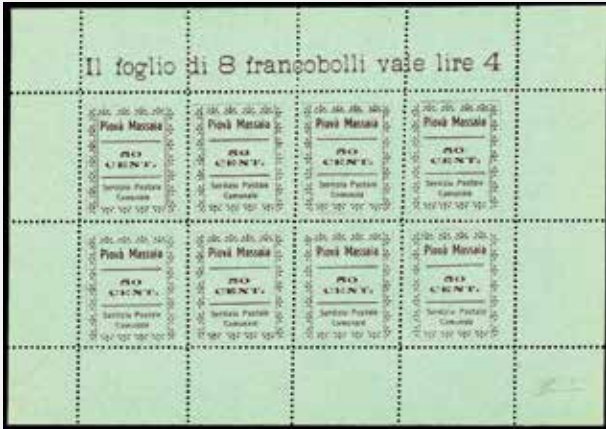 Il foglio di 8 francobolli vale lire 4
Piovà Massaia
50
CENT.
Servizio Postale
Comunale
Piovà Massaia
50
CENT.
Servizio Postale
Comunale
Piovà Massaia
50
CENT.
Servizio Postale
Comunale
Piovà Massaia
50
CENT.
Servizio Postale
Comunale
Piovà Massaia
50
CENT.
Servizio Postale
Comunale
Piovà Massaia
50
CENT.
Servizio Postale
Comunale
Piovà Massaia
50
CENT.
Servizio Postale
Comunale
Piovà Massaia
50
CENT.
Servizio Postale
Comunale